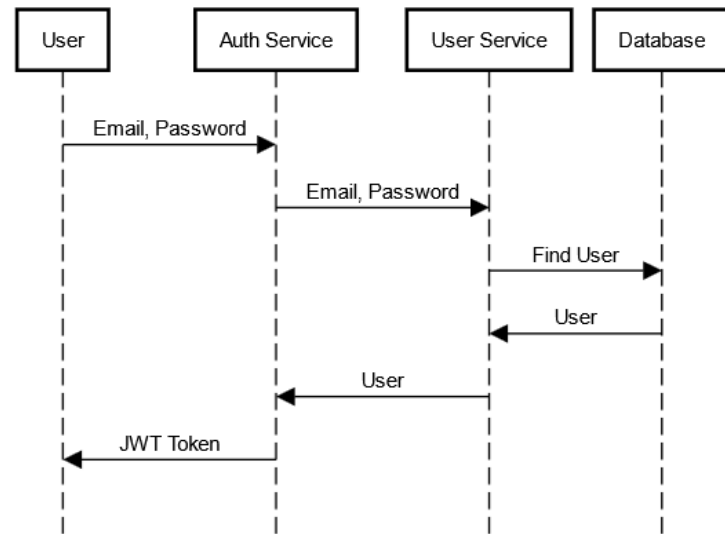 User
Auth Service
User Service
Database
Email, Password
Email, Password
Find User
User
User
JWT Token